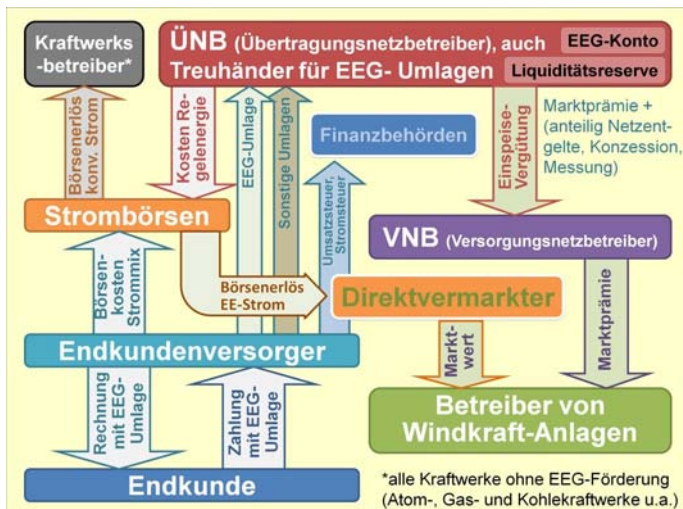 Kraftwerks
-betreiber*
ÜNB (Übertragungsnetzbetreiber), auch
Treuhänder für EEG- Umlagen
EEG-Konto
Liquiditätsreserve
Börsenerlös
konv. Strom
Kosten Re-
gelenergie
EEG-Umlage
Sonstige Umlagen
Finanzbehörden
Umsatzsteuer,
Stromsteuer
Einspeise-
Vergütung
Marktprämie +
(anteilig Netzent-
gelte, Konzession,
Messung)
Strombörsen
VNB (Versorgungsnetzbetreiber)
Börsen-
kosten
Strommix
Börsenerlös
EE-Strom
Direktvermarkter
Endkundenversorger
Markt-
wert
Marktprämie
Rechnung
mit EEG-
Umlage
Zahlung
mit EEG-
Umlage
Betreiber von
Windkraft-Anlagen
Endkunde
*alle Kraftwerke ohne EEG-Förderung
(Atom-, Gas- und Kohlekraftwerke u.a.)